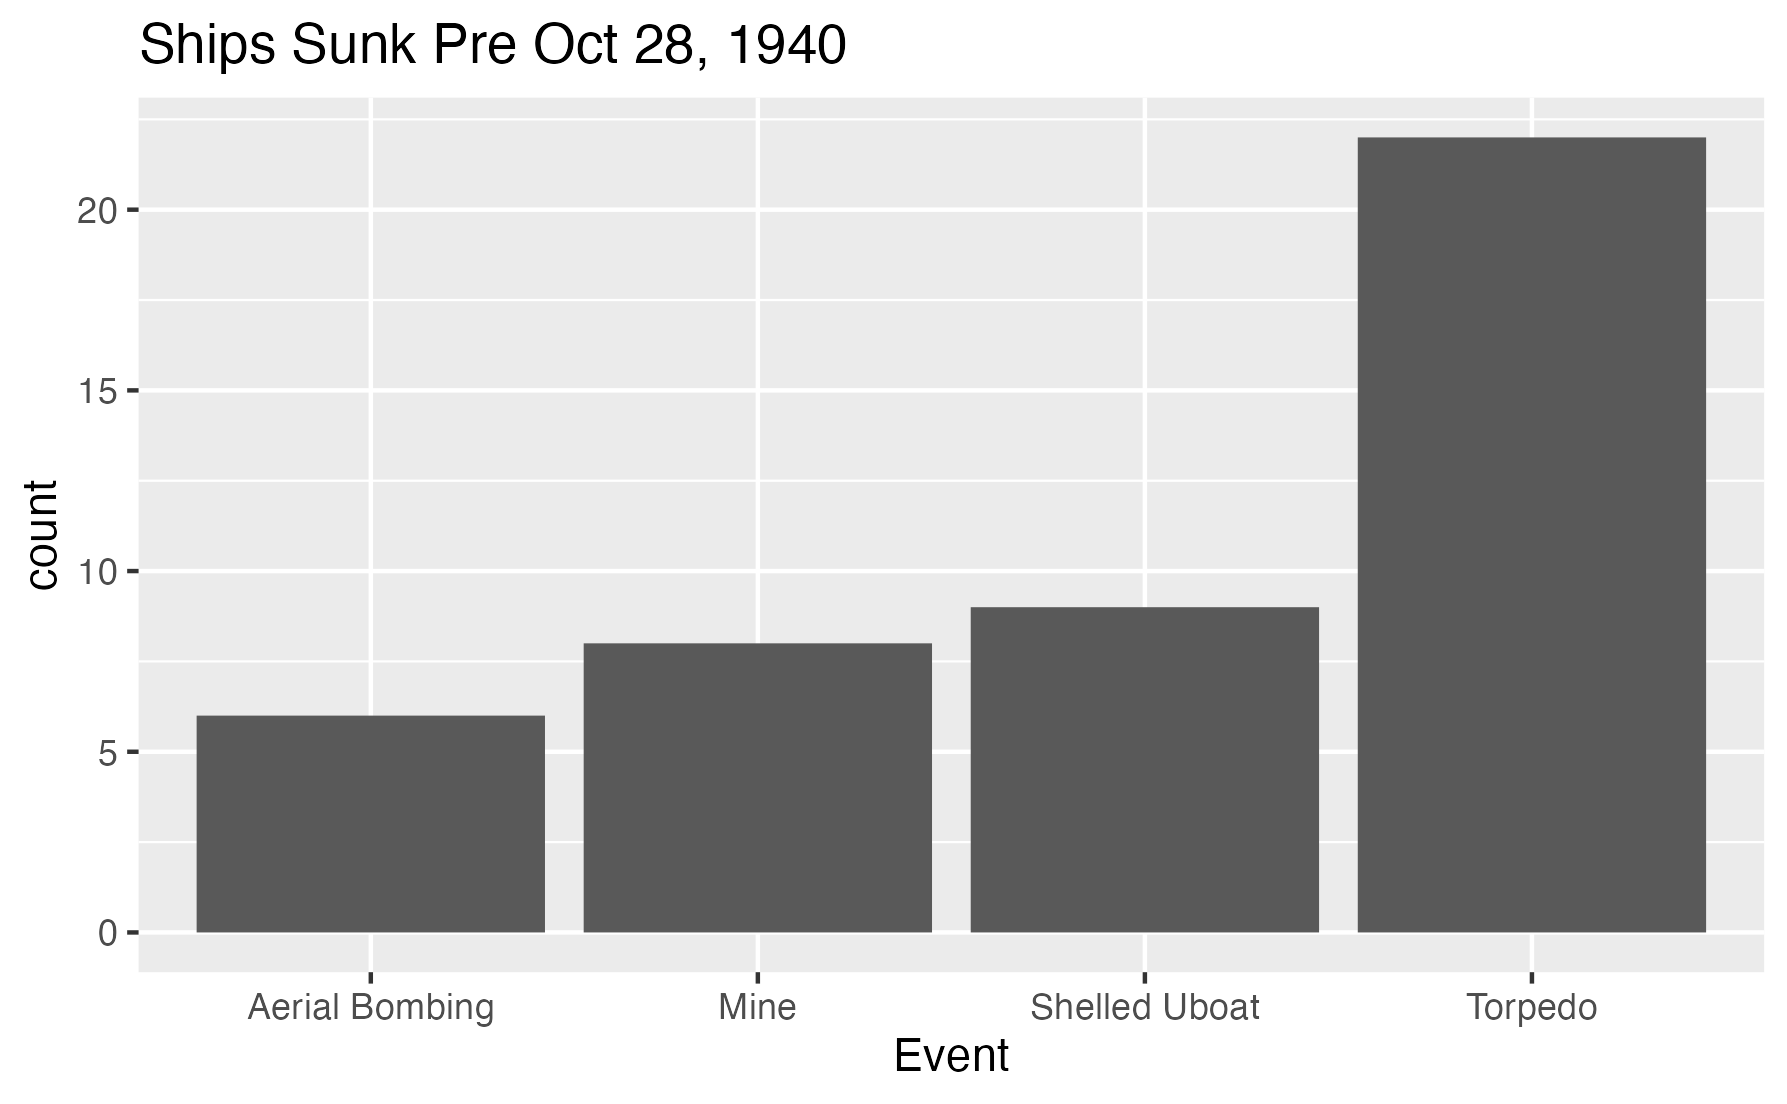 Ships Sunk Pre Oct 28, 1940
count
20
15
10
5
0
Aerial Bombing
Mine
Shelled Uboat
Torpedo
Event